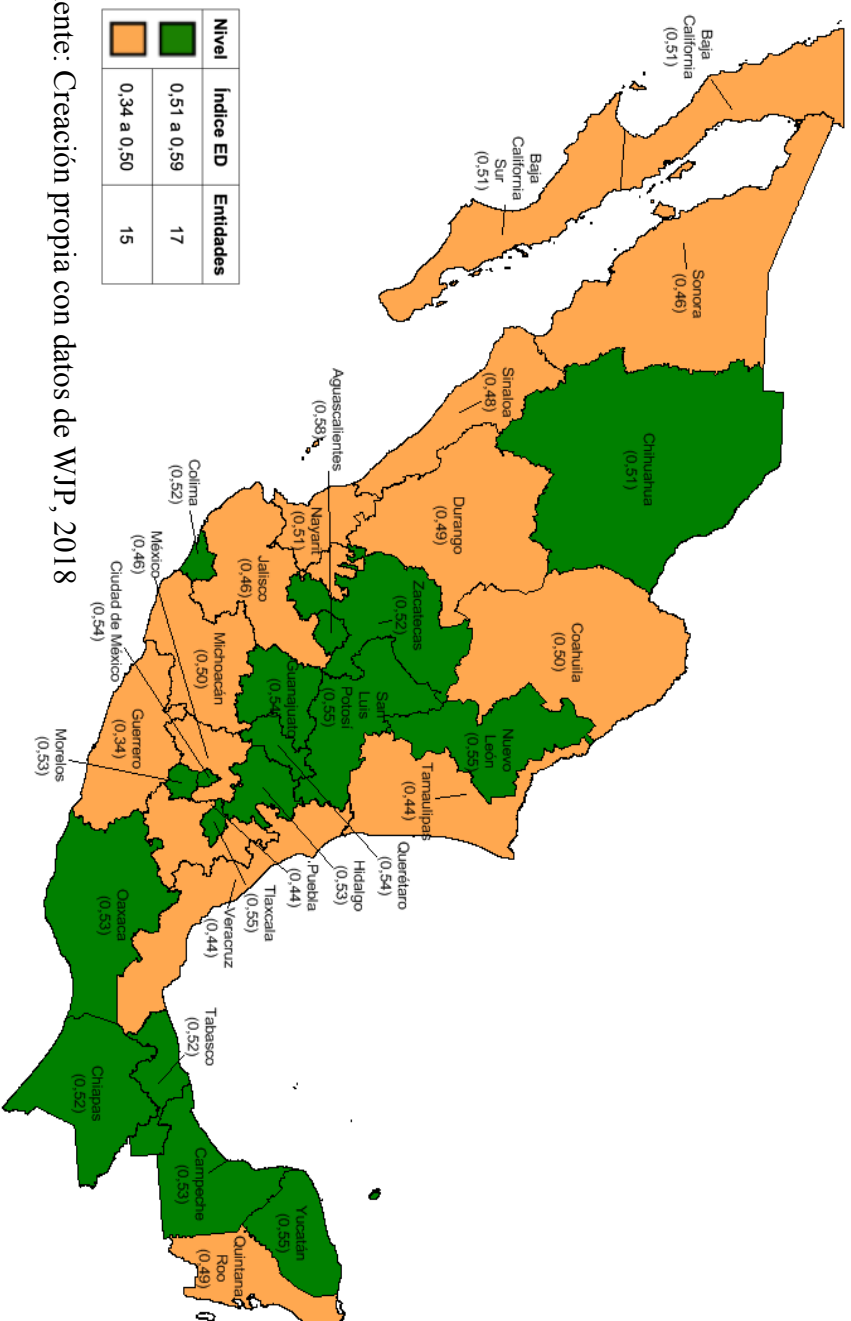 Baja
California
(0,51)
Baja
California
Sur
(0,51)
Sonora
(0,46)
Chihuahua
(0,51)
Sinaloa
(0,48)
Durango
(0,49)
Coahuila
(0,50)
Nuevo
León
(0,55)
Tamaulipas
(0,44)
Zacatecas
(0,52)
San
Luis
Potosí
(0,55)
Aguascalientes
(0,58)
Nayarit
(0,51)
Jalisco
(0,46)
Guanajuato
(0,54)
Colima
(0,52)
Michoacán
(0,50)
México
(0,46)
Ciudad de México
(0,54)
Guerrero
(0,34)
Morelos
(0,53)
Querétaro
(0,54)
Hidalgo
(0,53)
Puebla
(0,44)
Tlaxcala
(0,55)
Veracruz
(0,44)
Oaxaca
(0,53)
Tabasco
(0,52)
Chiapas
(0,52)
Campeche
(0,53)
Yucatán
(0,55)
Quintana
Roo
(0,49)
Nivel Índice ED Entidades
0,51 a 0,59 17
0,34 a 0,50 15
ente: Creación propia con datos de WJP, 2018